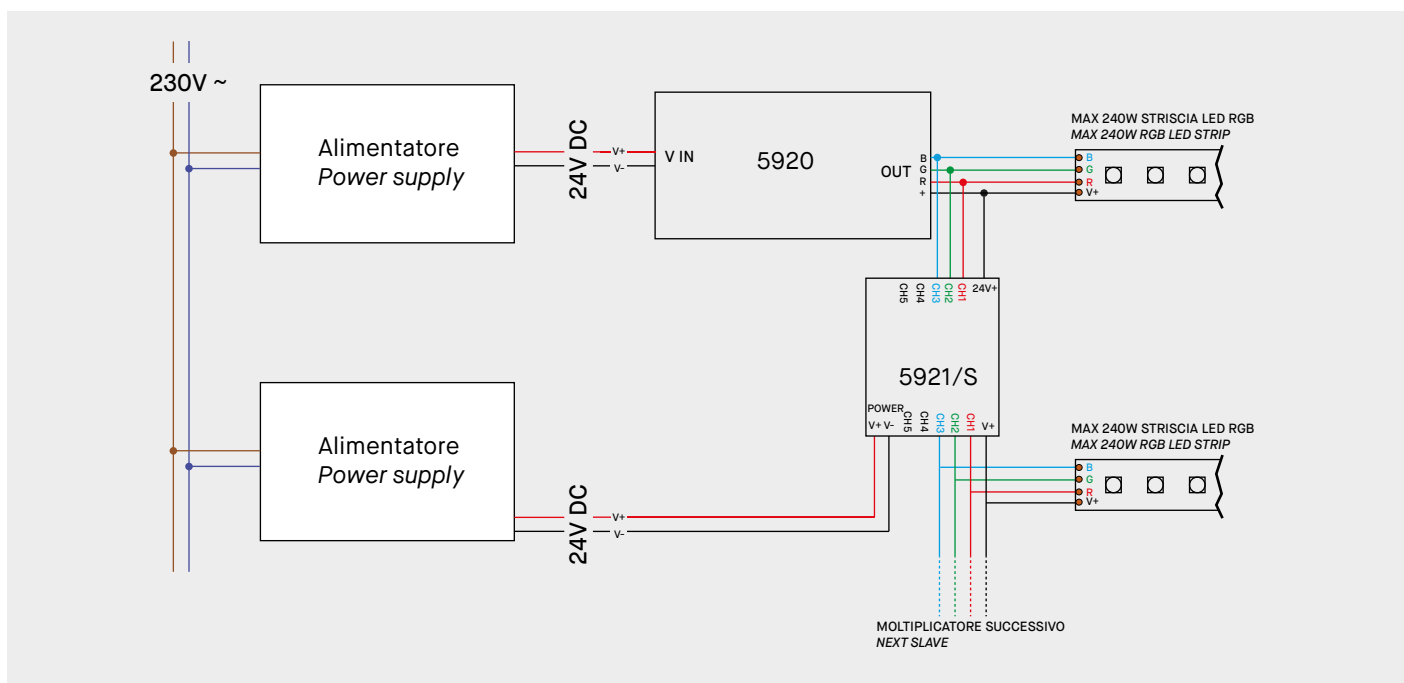 230V ~
Alimentatore
Power supply
24V DC
V+
V-
V IN
5920
OUT
B
G
R
+
MAX 240W STRISCIA LED RGB
MAX 240W RGB LED STRIP
B
G
R
V+
CH5
CH4
CH3
CH2
CH1
24V+
5921/S
POWER
V+ V-
CH5
CH4
CH3
CH2
CH1
V+
Alimentatore
Power supply
24V DC
V+
V-
MAX 240W STRISCIA LED RGB
MAX 240W RGB LED STRIP
B
G
R
V+
MOLTIPLICATORE SUCCESSIVO
NEXT SLAVE